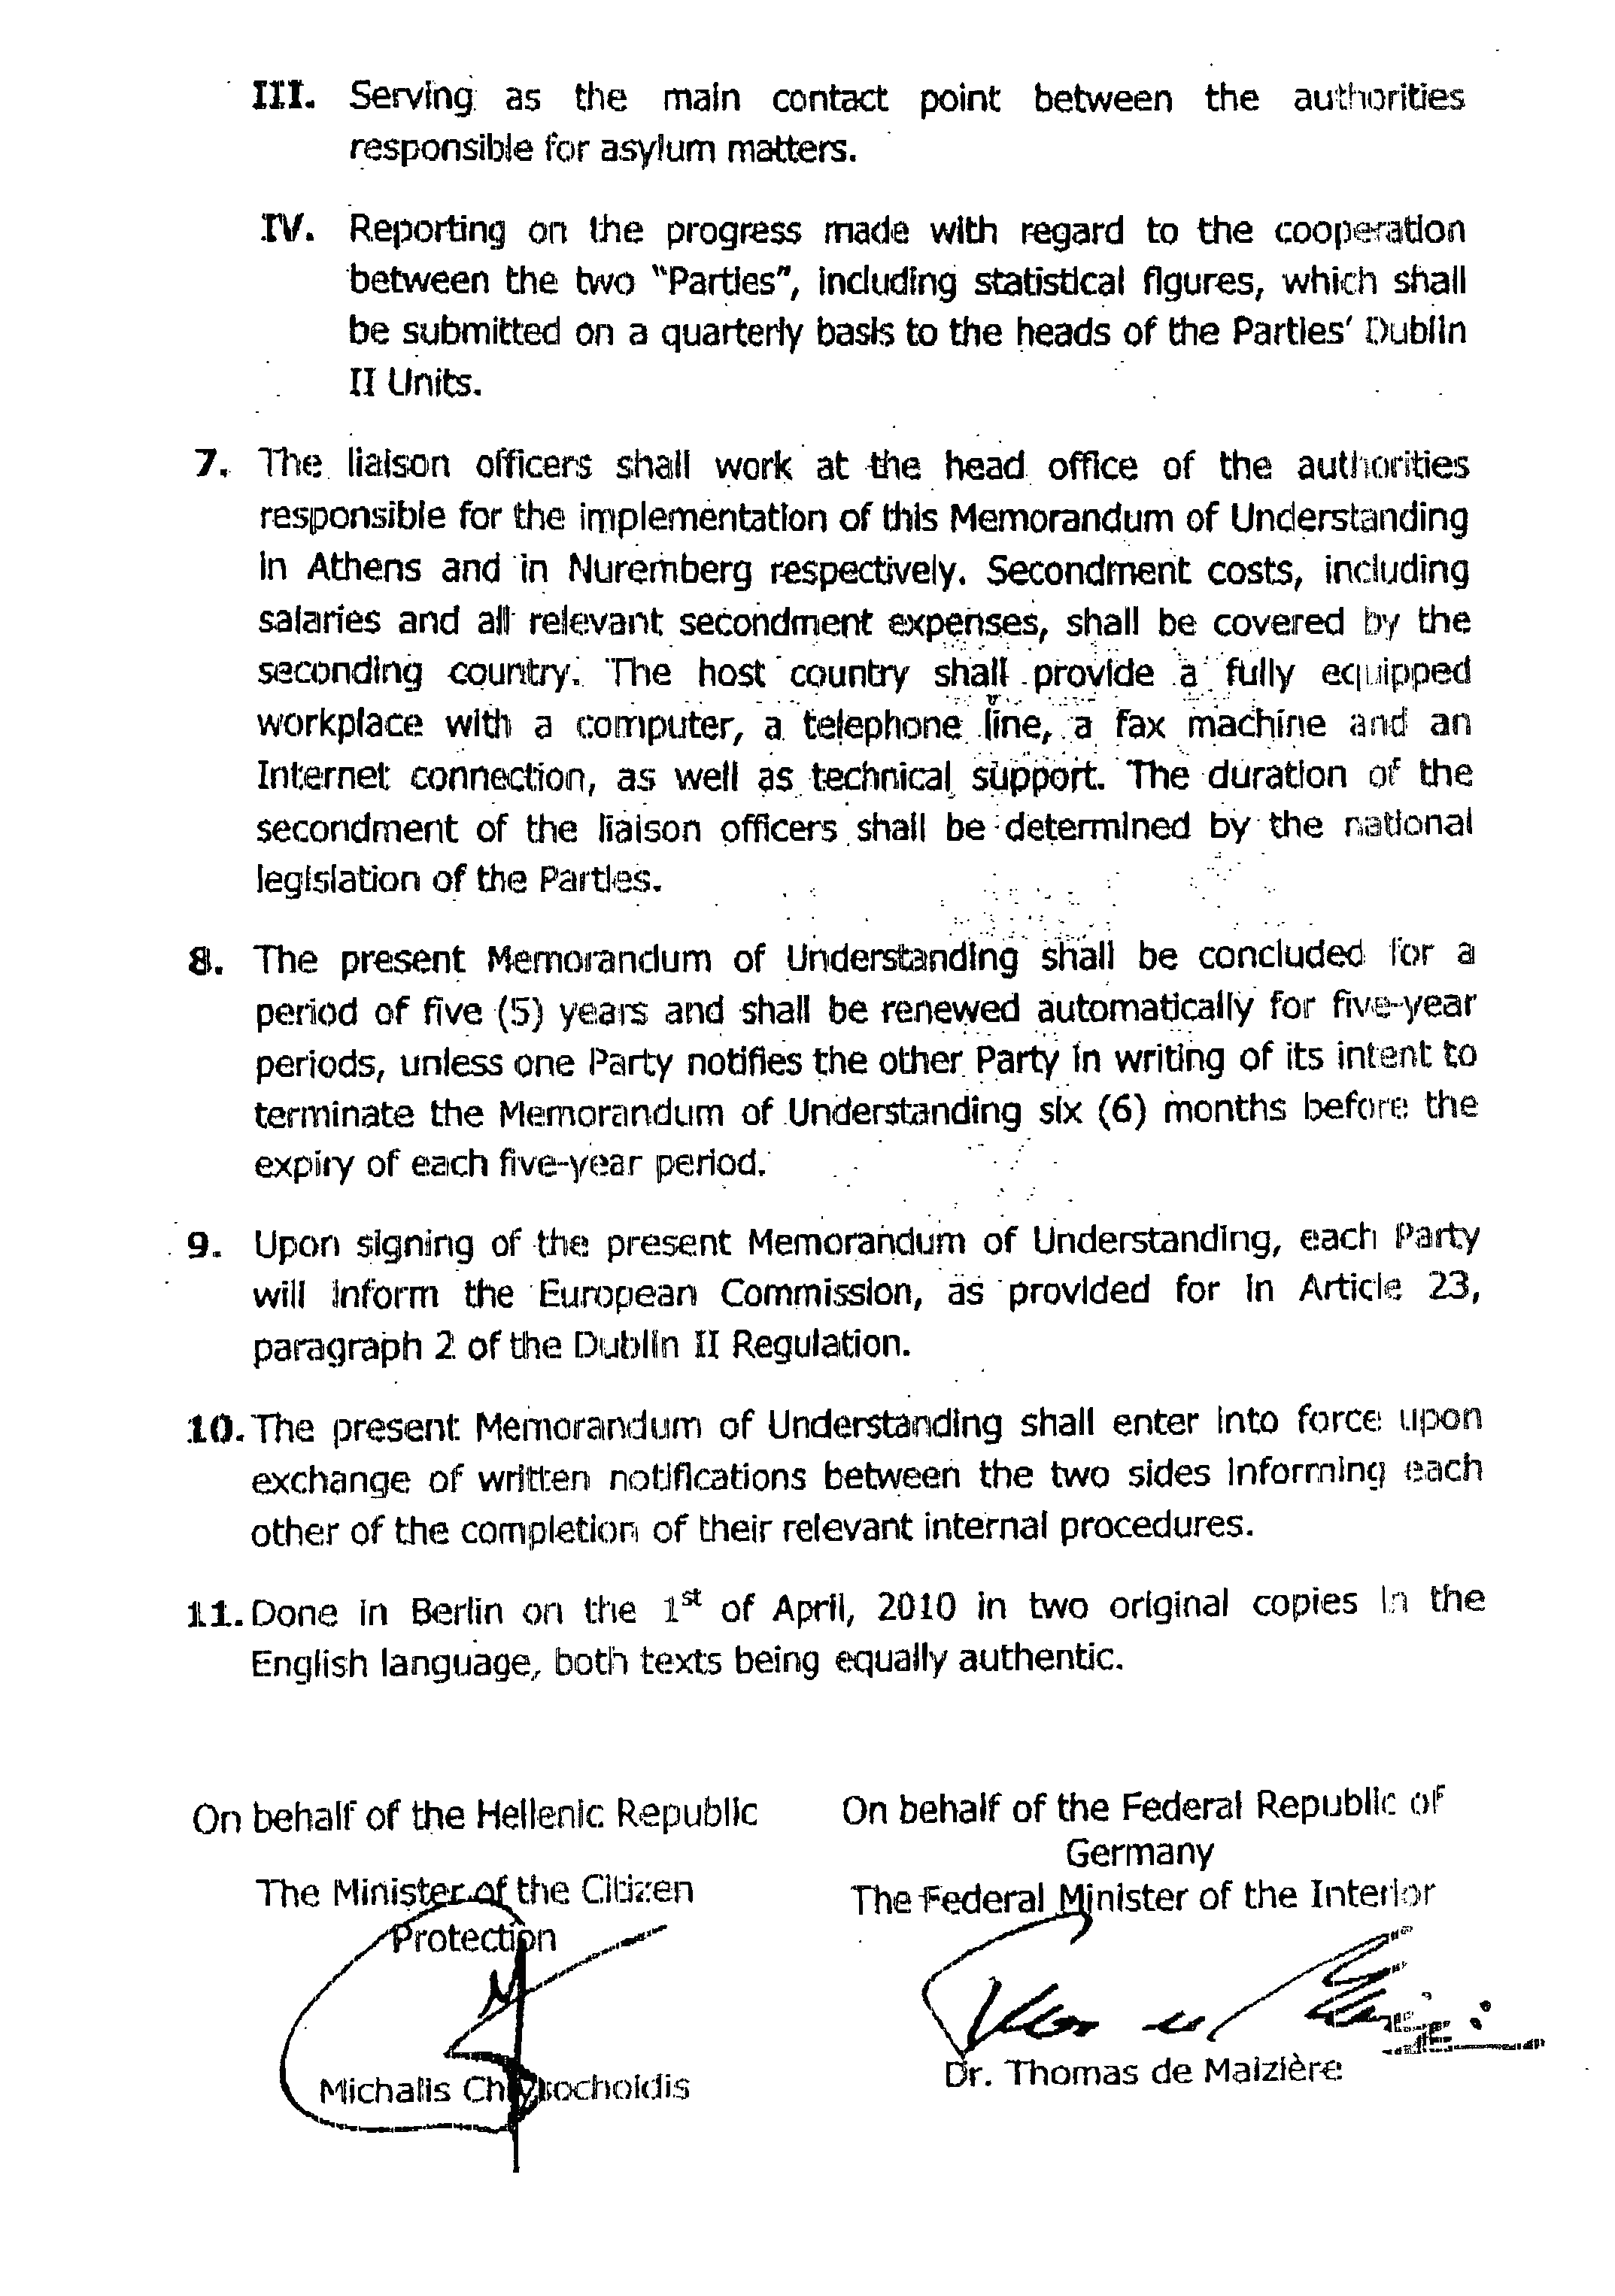 III. Serving as the main contact point between the authorities
responsible for asylum matters.
IV. Reporting on the progress made with regard to the cooperation
between the two "Parties", including statistical figures, which shall
be submitted on a quarterly basis to the heads of the Parties' Dublin
II Units.
7. The liaison officers shall work at the head office of the authorities
responsible for the implementation of this Memorandum of Understanding
in Athens and in Nuremberg respectively. Secondment costs, including
salaries and all relevant secondment expenses, shall be covered by the
seconding country. The host country shall provide a fully equipped
workplace with a computer, a telephone line, a fax machine and an
Internet connection, as well as technical support. The duration of the
secondment of the liaison officers shall be determined by the national
legislation of the Parties.
8. The present Memorandum of Understanding shall be concluded for a
period of five (5) years and shall be renewed automatically for five-year
periods, unless one Party notifies the other Party in writing of its intent to
terminate the Memorandum of Understanding six (6) months before the
expiry of each five-year period.
9. Upon signing of the present Memorandum of Understanding, each Party
will inform the European Commission, as provided for in Article 23,
paragraph 2 of the Dublin II Regulation.
10. The present Memorandum of Understanding shall enter into force upon
exchange of written notifications between the two sides informing each
other of the completion of their relevant internal procedures.
11. Done in Berlin on the 1st of April, 2010 in two original copies in the
English language, both texts being equally authentic.
On behalf of the Hellenic Republic
The Minister of the Citizen
Protection
Michalis Chrysochoidis
On behalf of the Federal Republic of
Germany
The Federal Minister of the Interior
Dr. Thomas de Maizière